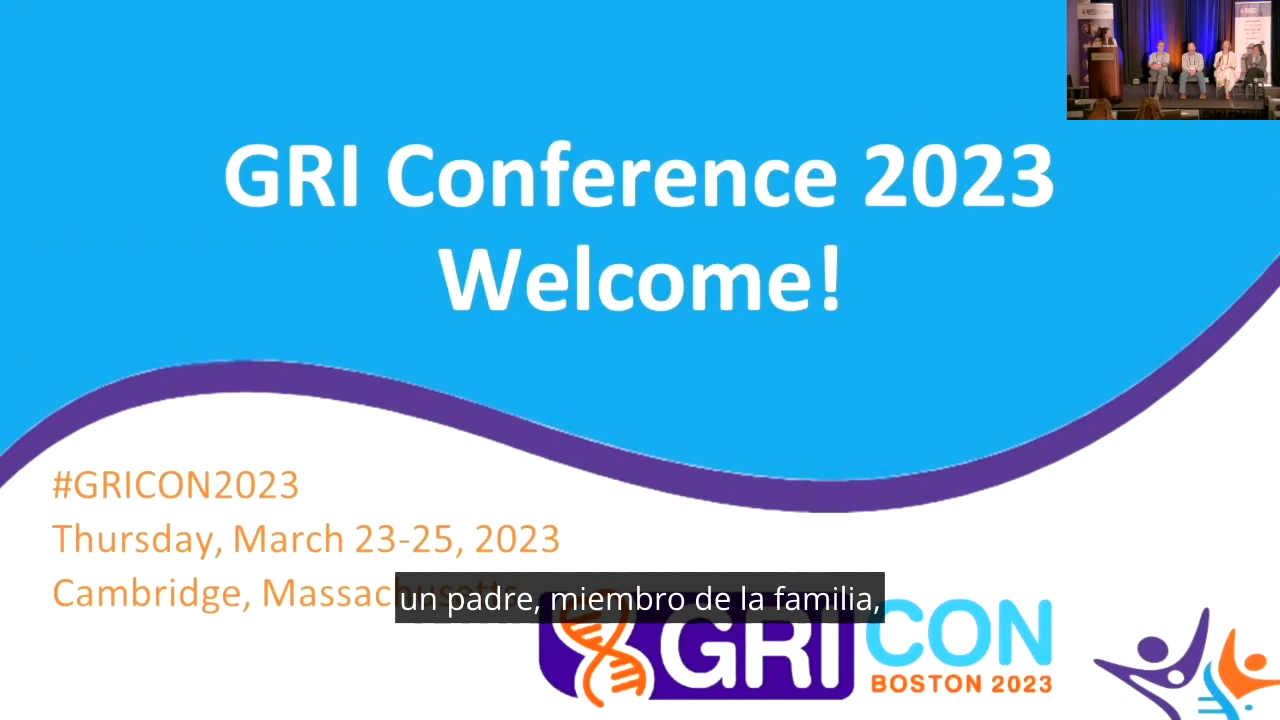 GRI Conference 2023
Welcome!
#GRICON2023
Thursday, March 23-25, 2023
Cambridge, Massachusetts
un padre, miembro de la familia,
GRI CON
BOSTON 2023